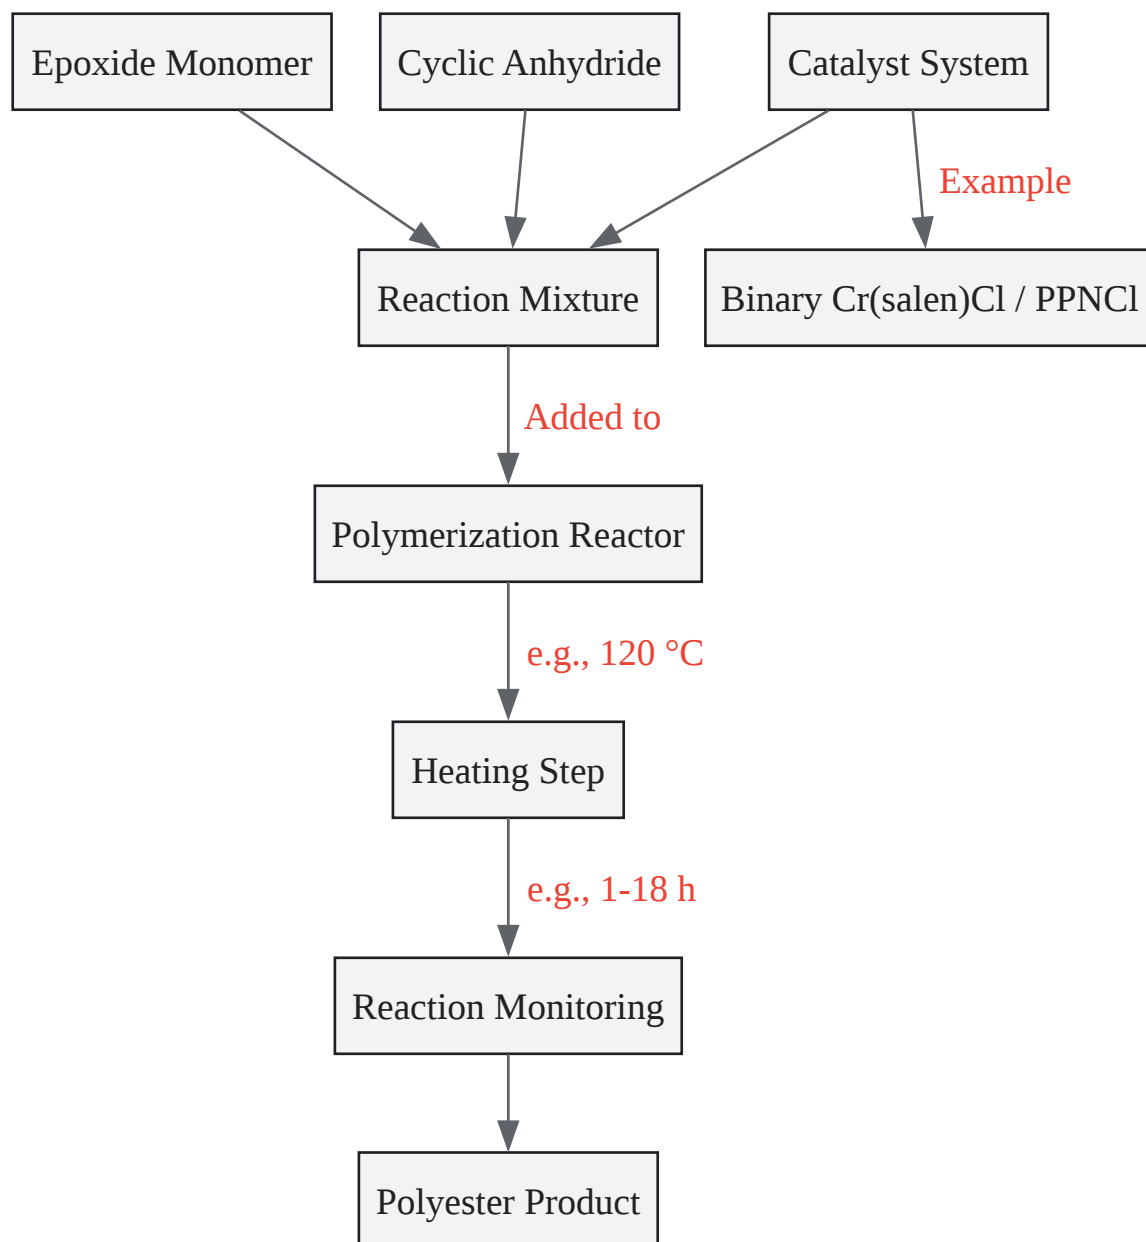 Epoxide Monomer
Cyclic Anhydride
Catalyst System
Example
Reaction Mixture
Binary Cr(salen)Cl / PPNCl
Added to
Polymerization Reactor
e.g., 120 °C
Heating Step
e.g., 1-18 h
Reaction Monitoring
Polyester Product